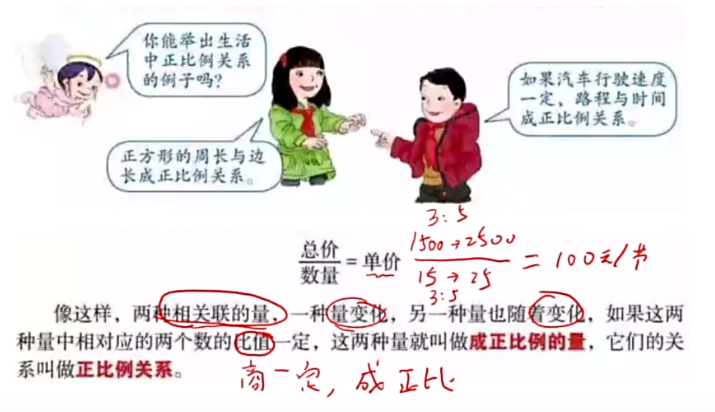 你能举出生活
中正比例关系
的例子吗？
如果汽车行驶速度
一定，路程与时间
成正比例关系。
正方形的周长与边
长成正比例关系。
3:5
总价/数量=单价 1500→2500/15→25 = 100元/节
3:5
像这样，两种相关联的量，一种量变化，另一种量也随着变化，如果这两
种量中相对应的两个数的比值一定，这两种量就叫做成正比例的量，它们的关
系叫做正比例关系。
商一定，成正比